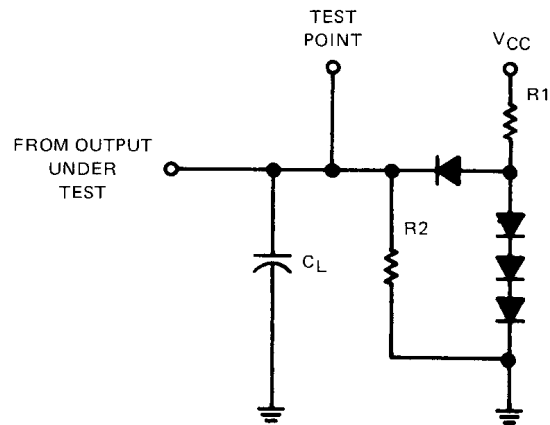 TEST
POINT
VCC
R1
FROM OUTPUT
UNDER
TEST
R2
CL